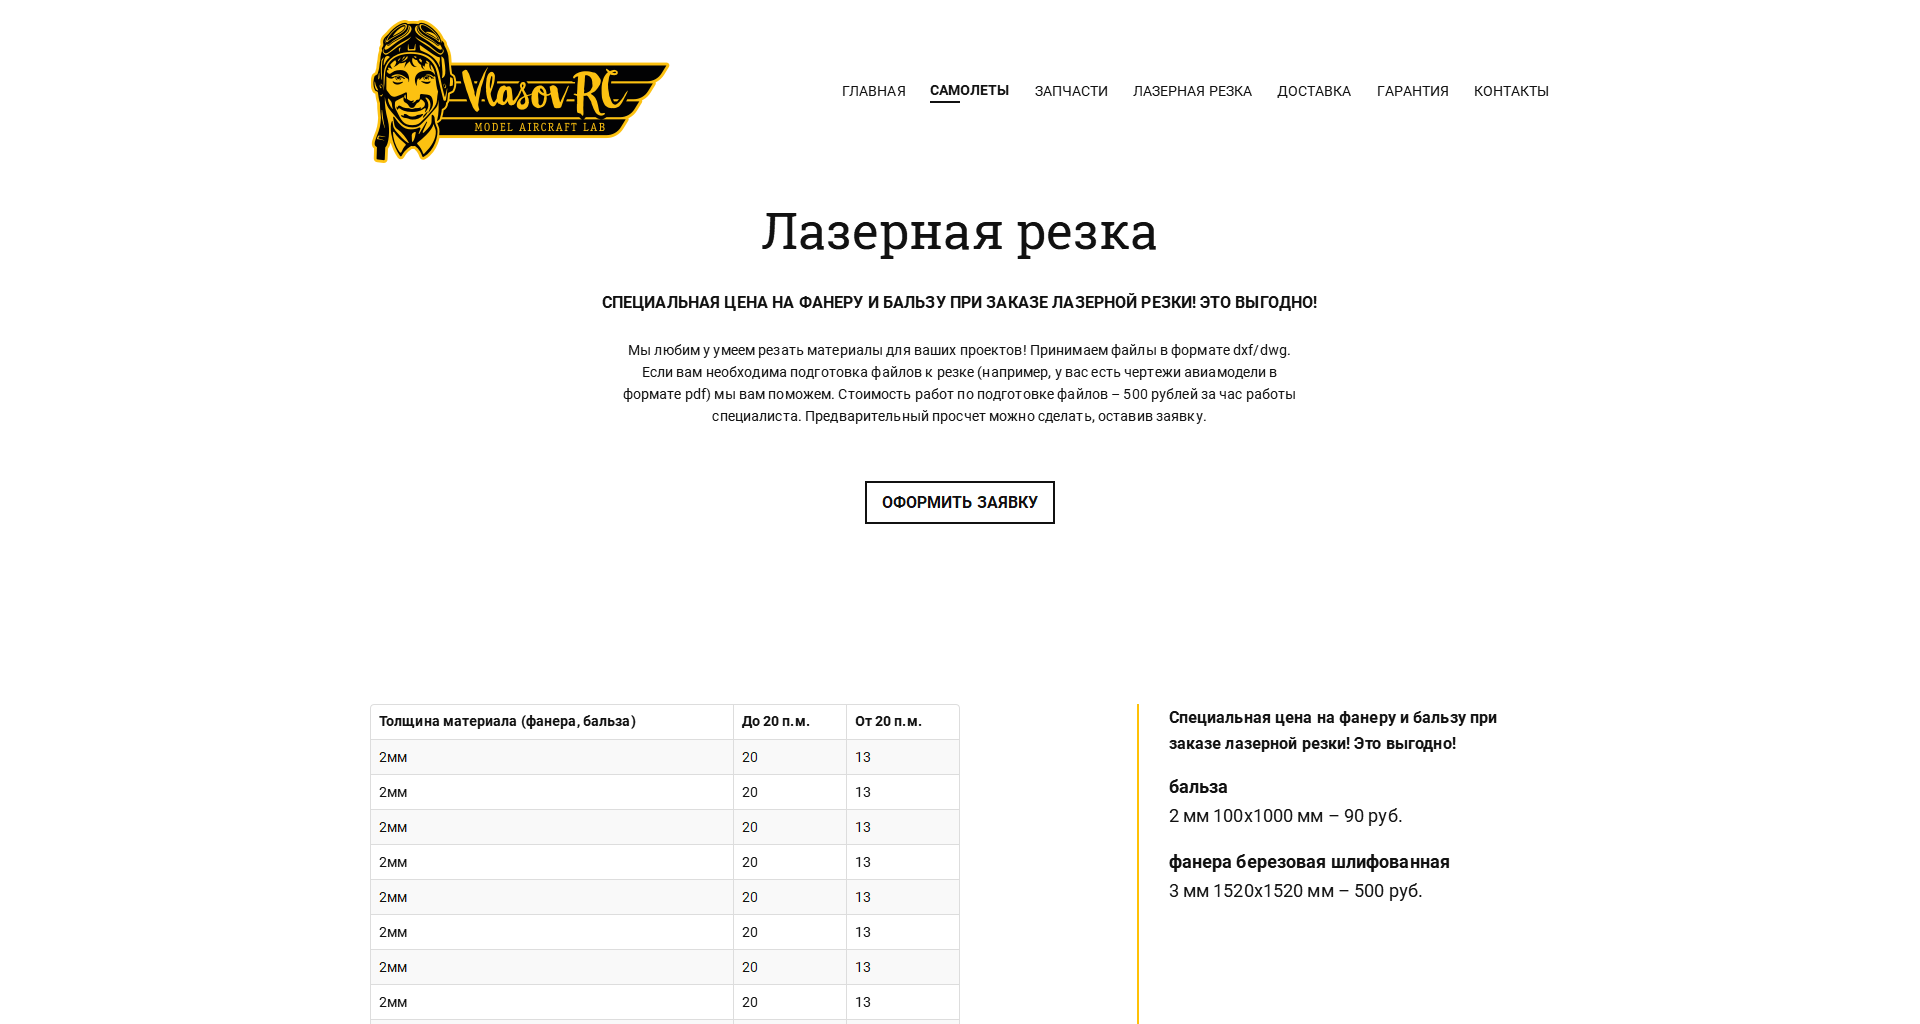 Vlasov RC
MODEL AIRCRAFT LAB
ГЛАВНАЯ САМОЛЕТЫ ЗАПЧАСТИ ЛАЗЕРНАЯ РЕЗКА ДОСТАВКА ГАРАНТИЯ КОНТАКТЫ
Лазерная резка
СПЕЦИАЛЬНАЯ ЦЕНА НА ФАНЕРУ И БАЛЬЗУ ПРИ ЗАКАЗЕ ЛАЗЕРНОЙ РЕЗКИ! ЭТО ВЫГОДНО!
Мы любим у умеем резать материалы для ваших проектов! Принимаем файлы в формате dxf/dwg.
Если вам необходима подготовка файлов к резке (например, у вас есть чертежи авиамодели в
формате pdf) мы вам поможем. Стоимость работ по подготовке файлов – 500 рублей за час работы
специалиста. Предварительный просчет можно сделать, оставив заявку.
ОФОРМИТЬ ЗАЯВКУ
Толщина материала (фанера, бальза) До 20 п.м. От 20 п.м.
2мм 20 13
2мм 20 13
2мм 20 13
2мм 20 13
2мм 20 13
2мм 20 13
2мм 20 13
2мм 20 13
Специальная цена на фанеру и бальзу при
заказе лазерной резки! Это выгодно!
бальза
2 мм 100х1000 мм – 90 руб.
фанера березовая шлифованная
3 мм 1520х1520 мм – 500 руб.